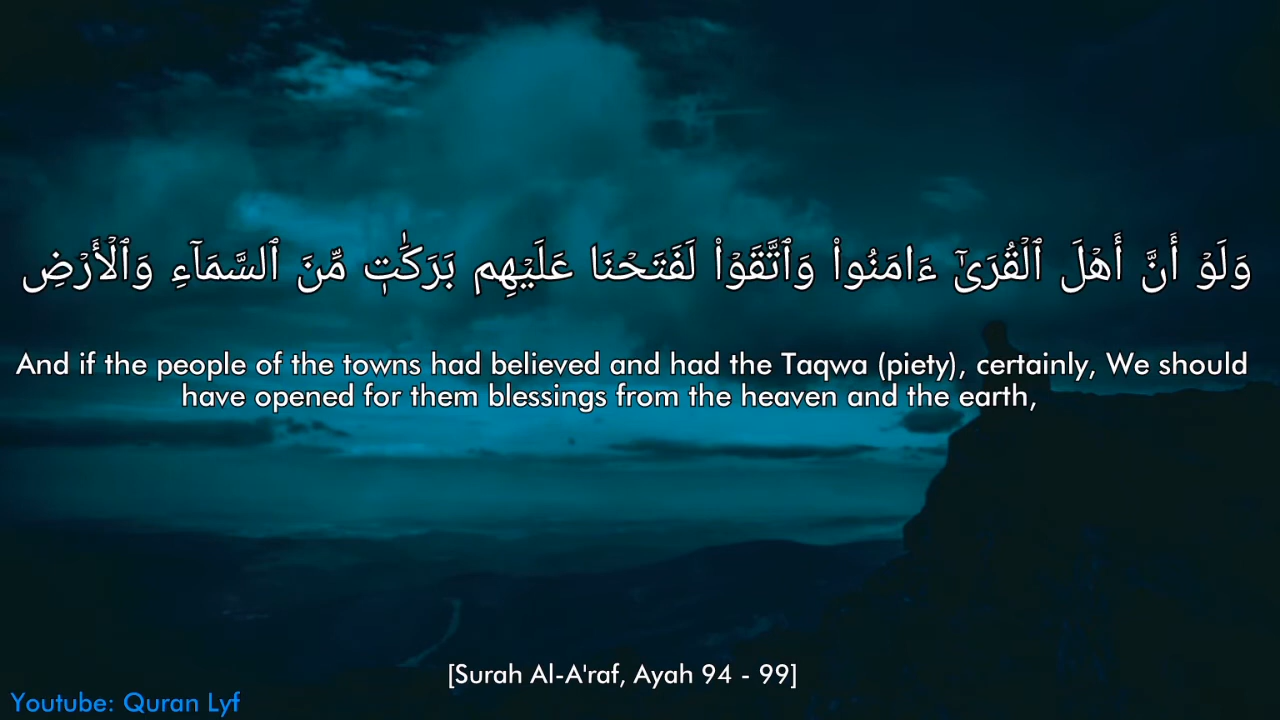 وَلَوۡ أَنَّ أَهۡلَ ٱلۡقُرَىٰٓ ءَامَنُواْ وَٱتَّقَوۡاْ لَفَتَحۡنَا عَلَيۡهِم بَرَكَٰتٖ مِّنَ ٱلسَّمَآءِ وَٱلۡأَرۡضِ
And if the people of the towns had believed and had the Taqwa (piety), certainly, We should
have opened for them blessings from the heaven and the earth,
[Surah Al-A'raf, Ayah 94 - 99]
Youtube: Quran Lyf